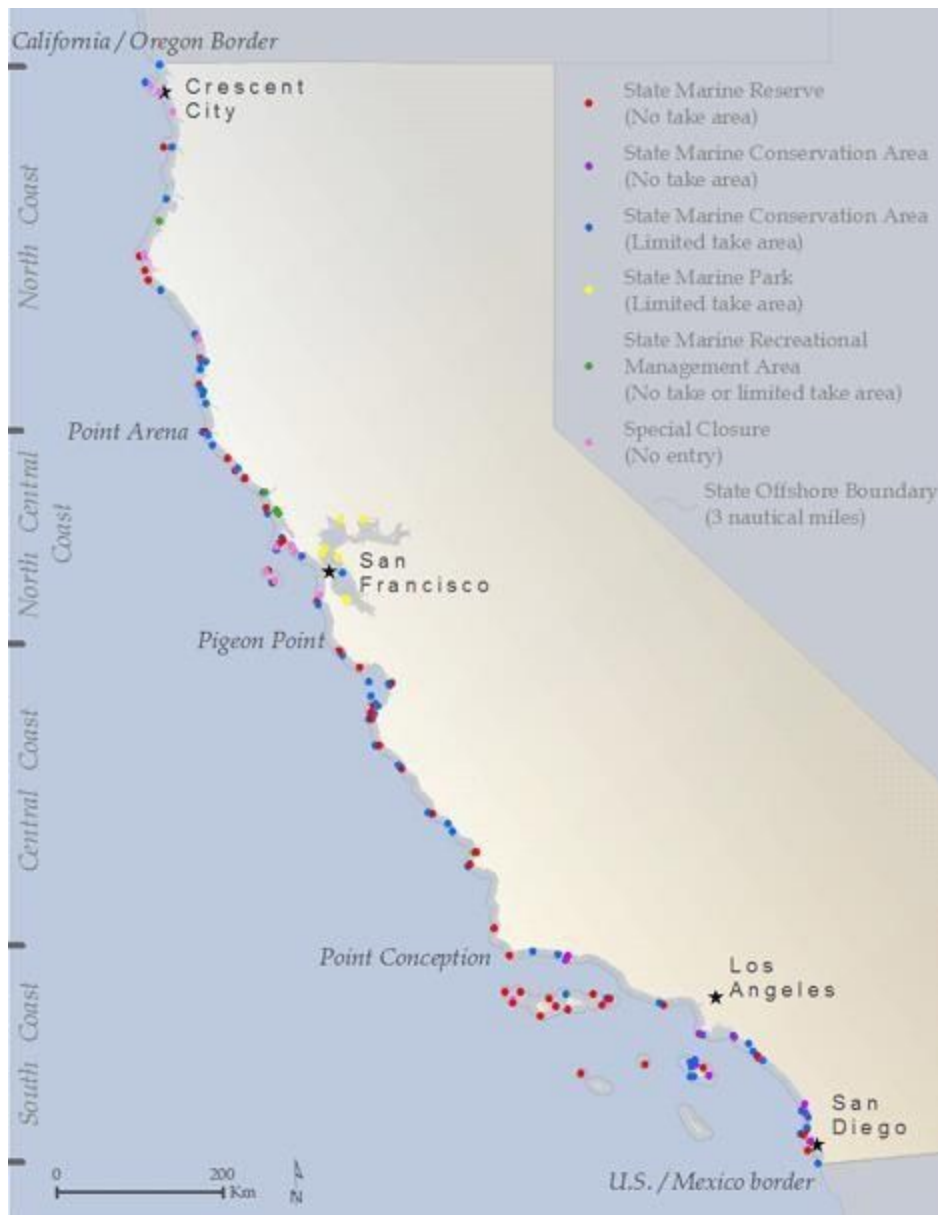 California / Oregon Border
Crescent
City
State Marine Reserve
(No take area)
State Marine Conservation Area
(No take area)
State Marine Conservation Area
(Limited take area)
State Marine Park
(Limited take area)
State Marine Recreational
Management Area
(No take or limited take area)
Special Closure
(No entry)
State Offshore Boundary
(3 nautical miles)
North Coast
Point Arena
North Central
Coast
San
Francisco
Pigeon Point
Central Coast
Point Conception
Los
Angeles
South Coast
San
Diego
U.S. / Mexico border
0 200
Km
N